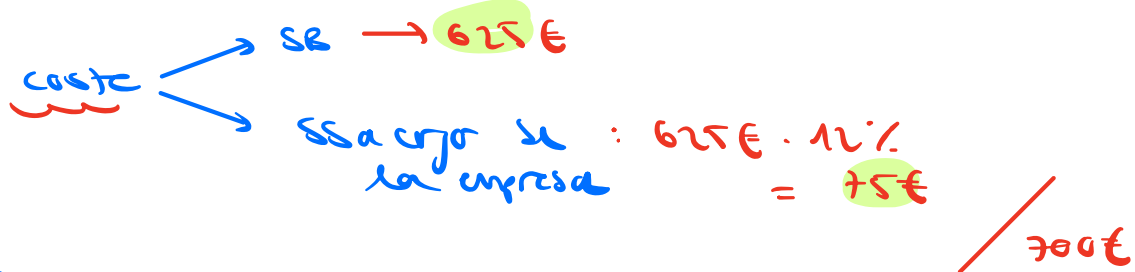 SB → 625€
coste
SS a cargo de : 625€ · 12%
la empresa = 75€
700€